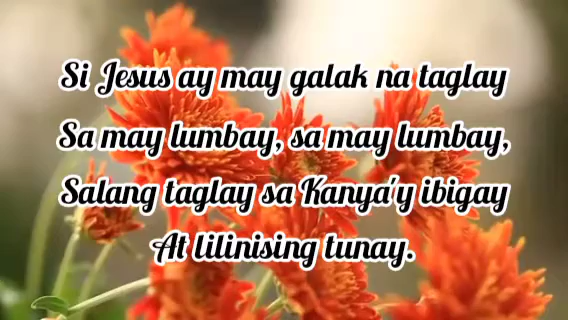 Si Jesus ay may galak na taglay
Sa may lumbay, sa may lumbay,
Salang taglay sa Kanya'y ibigay
At lilinising tunay.